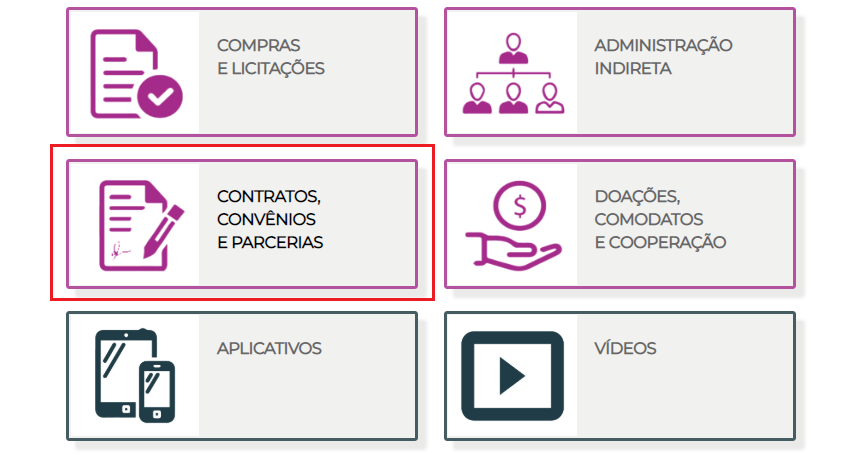 COMPRAS
E LICITAÇÕES
ADMINISTRAÇÃO
INDIRETA
CONTRATOS,
CONVÊNIOS
E PARCERIAS
$
DOAÇÕES,
COMODATOS
E COOPERAÇÃO
APLICATIVOS
VÍDEOS